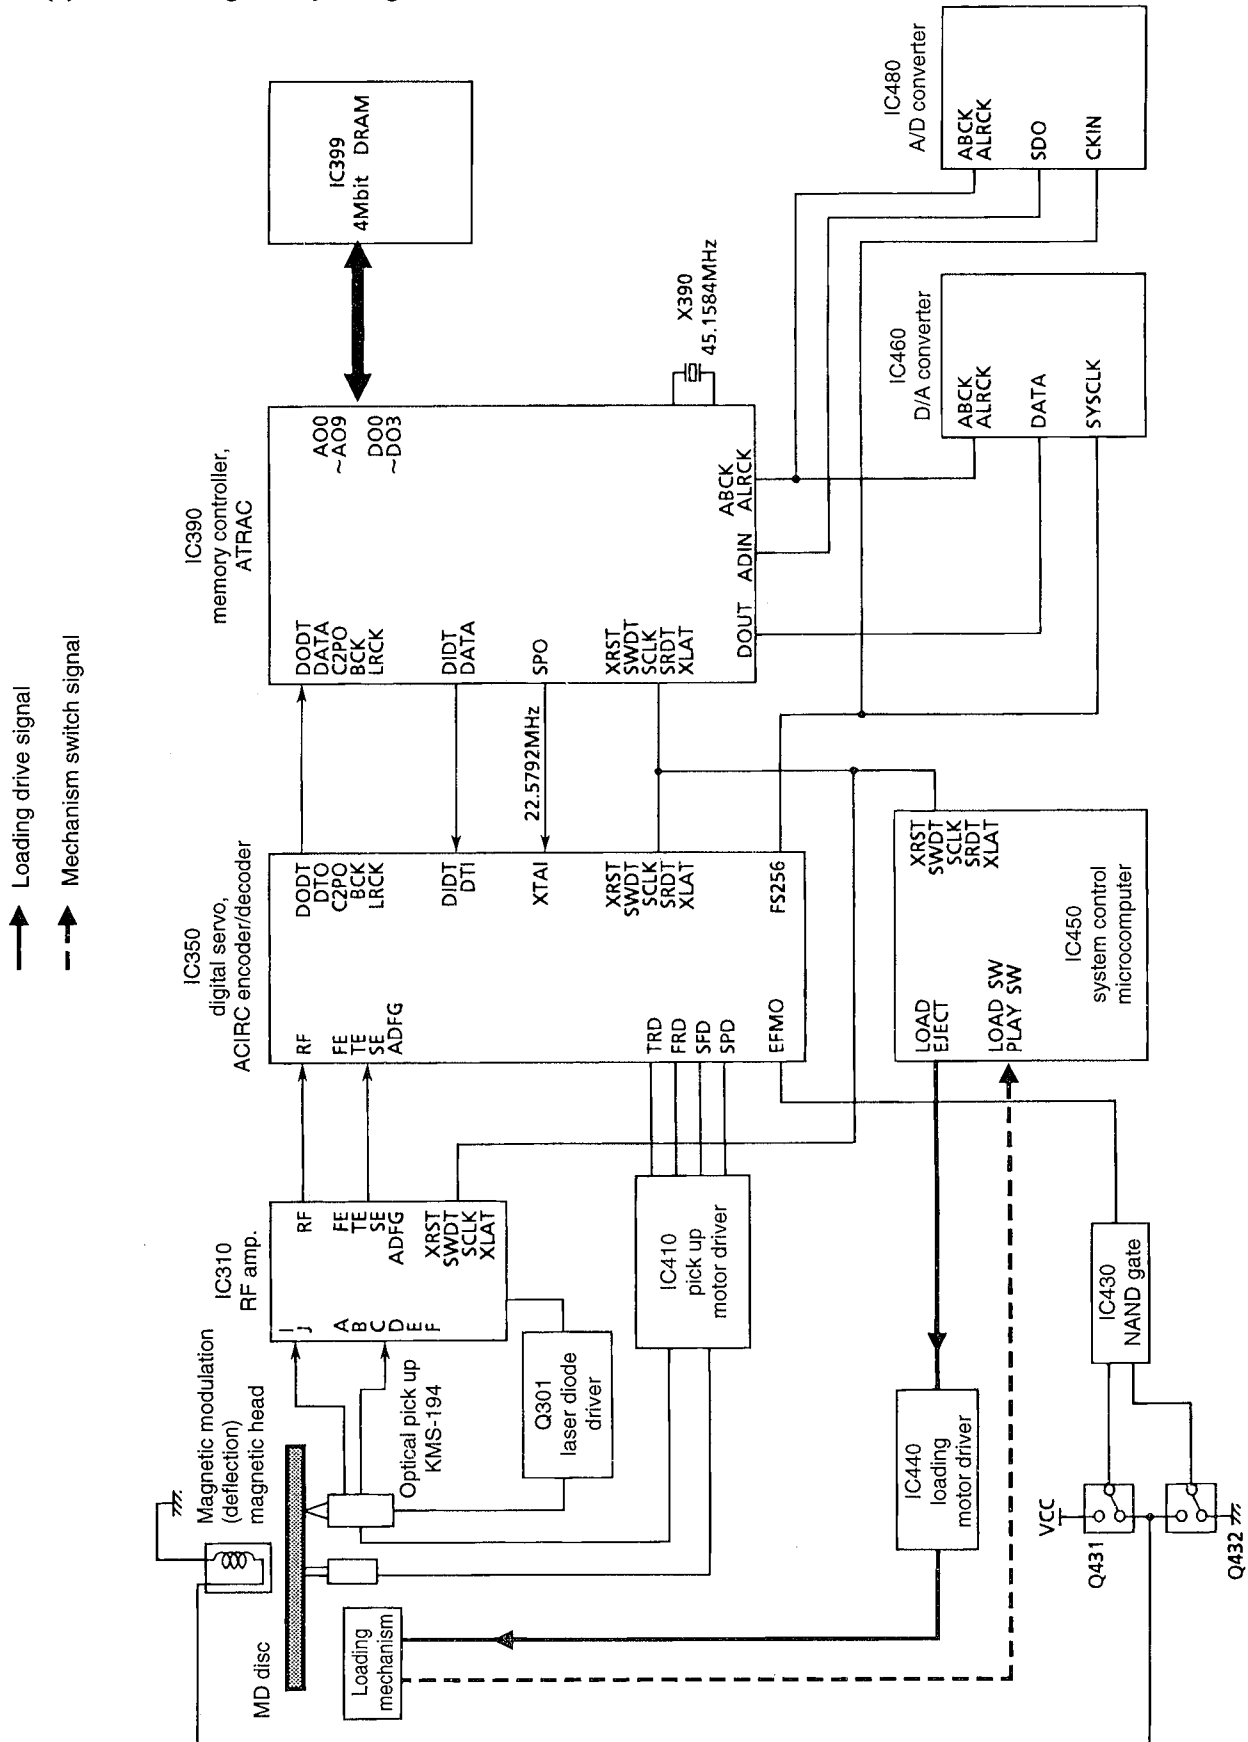 Loading drive signal
Mechanism switch signal
MD disc
Magnetic modulation
(deflection)
magnetic head
Loading
mechanism
Optical pick up
KMS-194
IC310
RF amp.
I
J
A
B
C
D
E
F
RF
FE
TE
SE
ADFG
XRST
SWDT
SCLK
XLAT
Q301
laser diode
driver
IC410
pick up
motor driver
IC350
digital servo,
ACIRC encoder/decoder
RF
FE
TE
SE
ADFG
TRD
FRD
SFD
SPD
EFMO
DODT
DTO
C2PO
BCK
LRCK
DIDT
DTI
XTAI
XRST
SWDT
SCLK
SRDT
XLAT
FS256
22.5792MHz
IC390
memory controller,
ATRAC
DODT
DATA
C2PO
BCK
LRCK
DIDT
DATA
SPO
XRST
SWDT
SCLK
SRDT
XLAT
AO0
~AO9
DO0
~DO3
DOUT
ADIN
ABCK
ALRCK
X390
45.1584MHz
IC399
4Mbit DRAM
IC440
loading
motor driver
IC450
system control
microcomputer
LOAD
EJECT
LOAD SW
PLAY SW
XRST
SWDT
SCLK
SRDT
XLAT
IC460
D/A converter
ABCK
ALRCK
DATA
SYSCLK
IC480
A/D converter
ABCK
ALRCK
SDO
CKIN
IC430
NAND gate
VCC
Q431
Q432